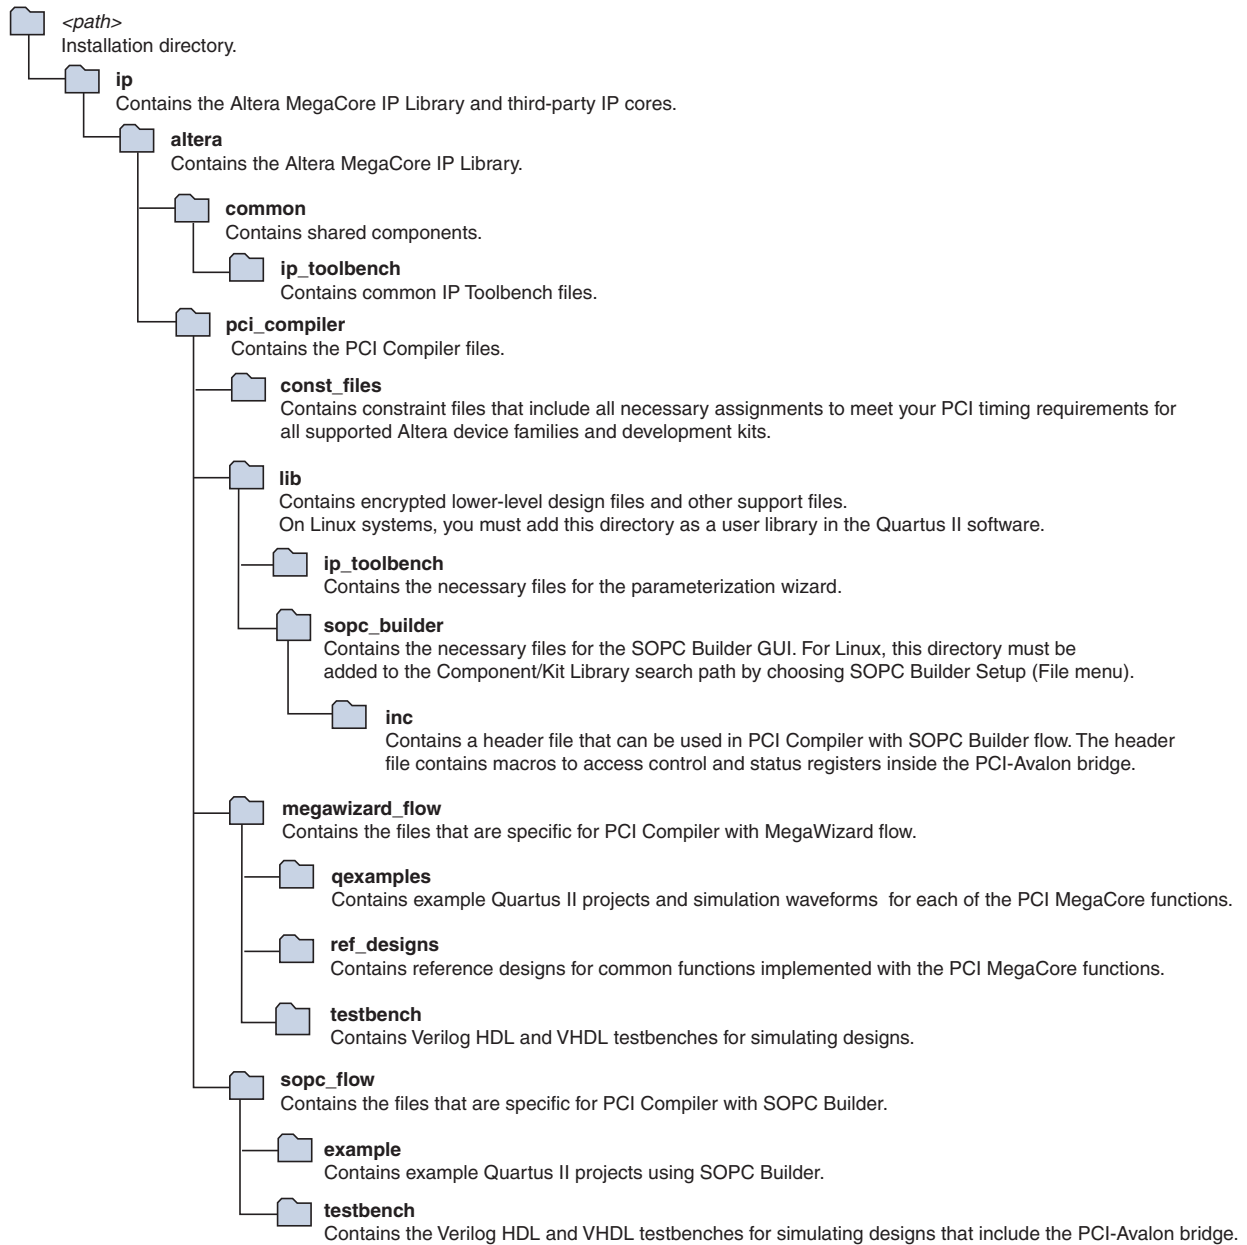 <path>
Installation directory.
ip
Contains the Altera MegaCore IP Library and third-party IP cores.
altera
Contains the Altera MegaCore IP Library.
common
Contains shared components.
ip_toolbench
Contains common IP Toolbench files.
pci_compiler
Contains the PCI Compiler files.
const_files
Contains constraint files that include all necessary assignments to meet your PCI timing requirements for
all supported Altera device families and development kits.
lib
Contains encrypted lower-level design files and other support files.
On Linux systems, you must add this directory as a user library in the Quartus II software.
ip_toolbench
Contains the necessary files for the parameterization wizard.
sopc_builder
Contains the necessary files for the SOPC Builder GUI. For Linux, this directory must be
added to the Component/Kit Library search path by choosing SOPC Builder Setup (File menu).
inc
Contains a header file that can be used in PCI Compiler with SOPC Builder flow. The header
file contains macros to access control and status registers inside the PCI-Avalon bridge.
megawizard_flow
Contains the files that are specific for PCI Compiler with MegaWizard flow.
qexamples
Contains example Quartus II projects and simulation waveforms for each of the PCI MegaCore functions.
ref_designs
Contains reference designs for common functions implemented with the PCI MegaCore functions.
testbench
Contains Verilog HDL and VHDL testbenches for simulating designs.
sopc_flow
Contains the files that are specific for PCI Compiler with SOPC Builder.
example
Contains example Quartus II projects using SOPC Builder.
testbench
Contains the Verilog HDL and VHDL testbenches for simulating designs that include the PCI-Avalon bridge.